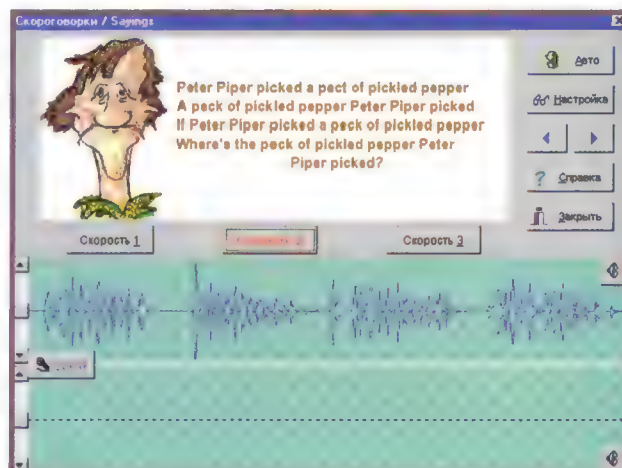 Скороговорки / Sayings
Peter Piper picked a pect of pickled pepper
A peck of pickled pepper Peter Piper picked
If Peter Piper picked a peck of pickled pepper
Where's the peck of pickled pepper Peter
Piper picked?
Авто
Настройка
? Справка
Закрыть
Скорость 1
Скорость 3